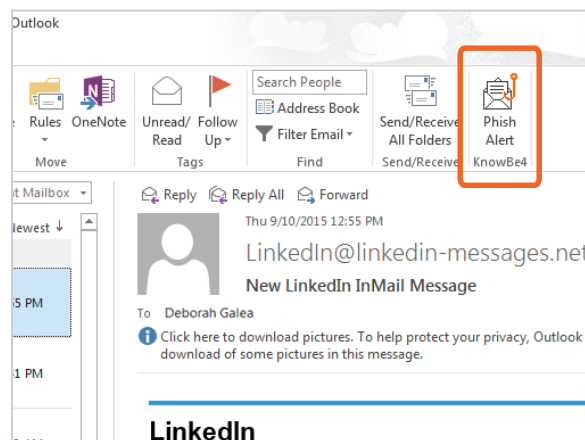 Outlook
Search People
Address Book
Filter Email
Rules OneNote Unread/ Follow Send/Receive Phish
Read Up All Folders Alert
Move Tags Find Send/Receive KnowBe4
t Mailbox
Reply Reply All Forward
Newest ↓
Thu 9/10/2015 12:55 PM
LinkedIn@linkedin-messages.net
New LinkedIn InMail Message
5 PM
To Deborah Galea
Click here to download pictures. To help protect your privacy, Outlook
download of some pictures in this message.
1 PM
LinkedIn